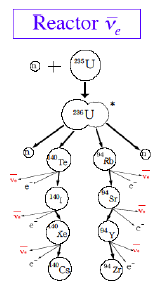 Reactor ν̄ₑ
n + ²³⁵U
²³⁶U *
n ¹⁴⁰Te ⁹⁴Rb n
ν̄ₑ e⁻ e⁻ ν̄ₑ
¹⁴⁰I ⁹⁴Sr
ν̄ₑ e⁻ e⁻ ν̄ₑ
¹⁴⁰Xe ⁹⁴Y
ν̄ₑ e⁻ e⁻ ν̄ₑ
¹⁴⁰Cs ⁹⁴Zr